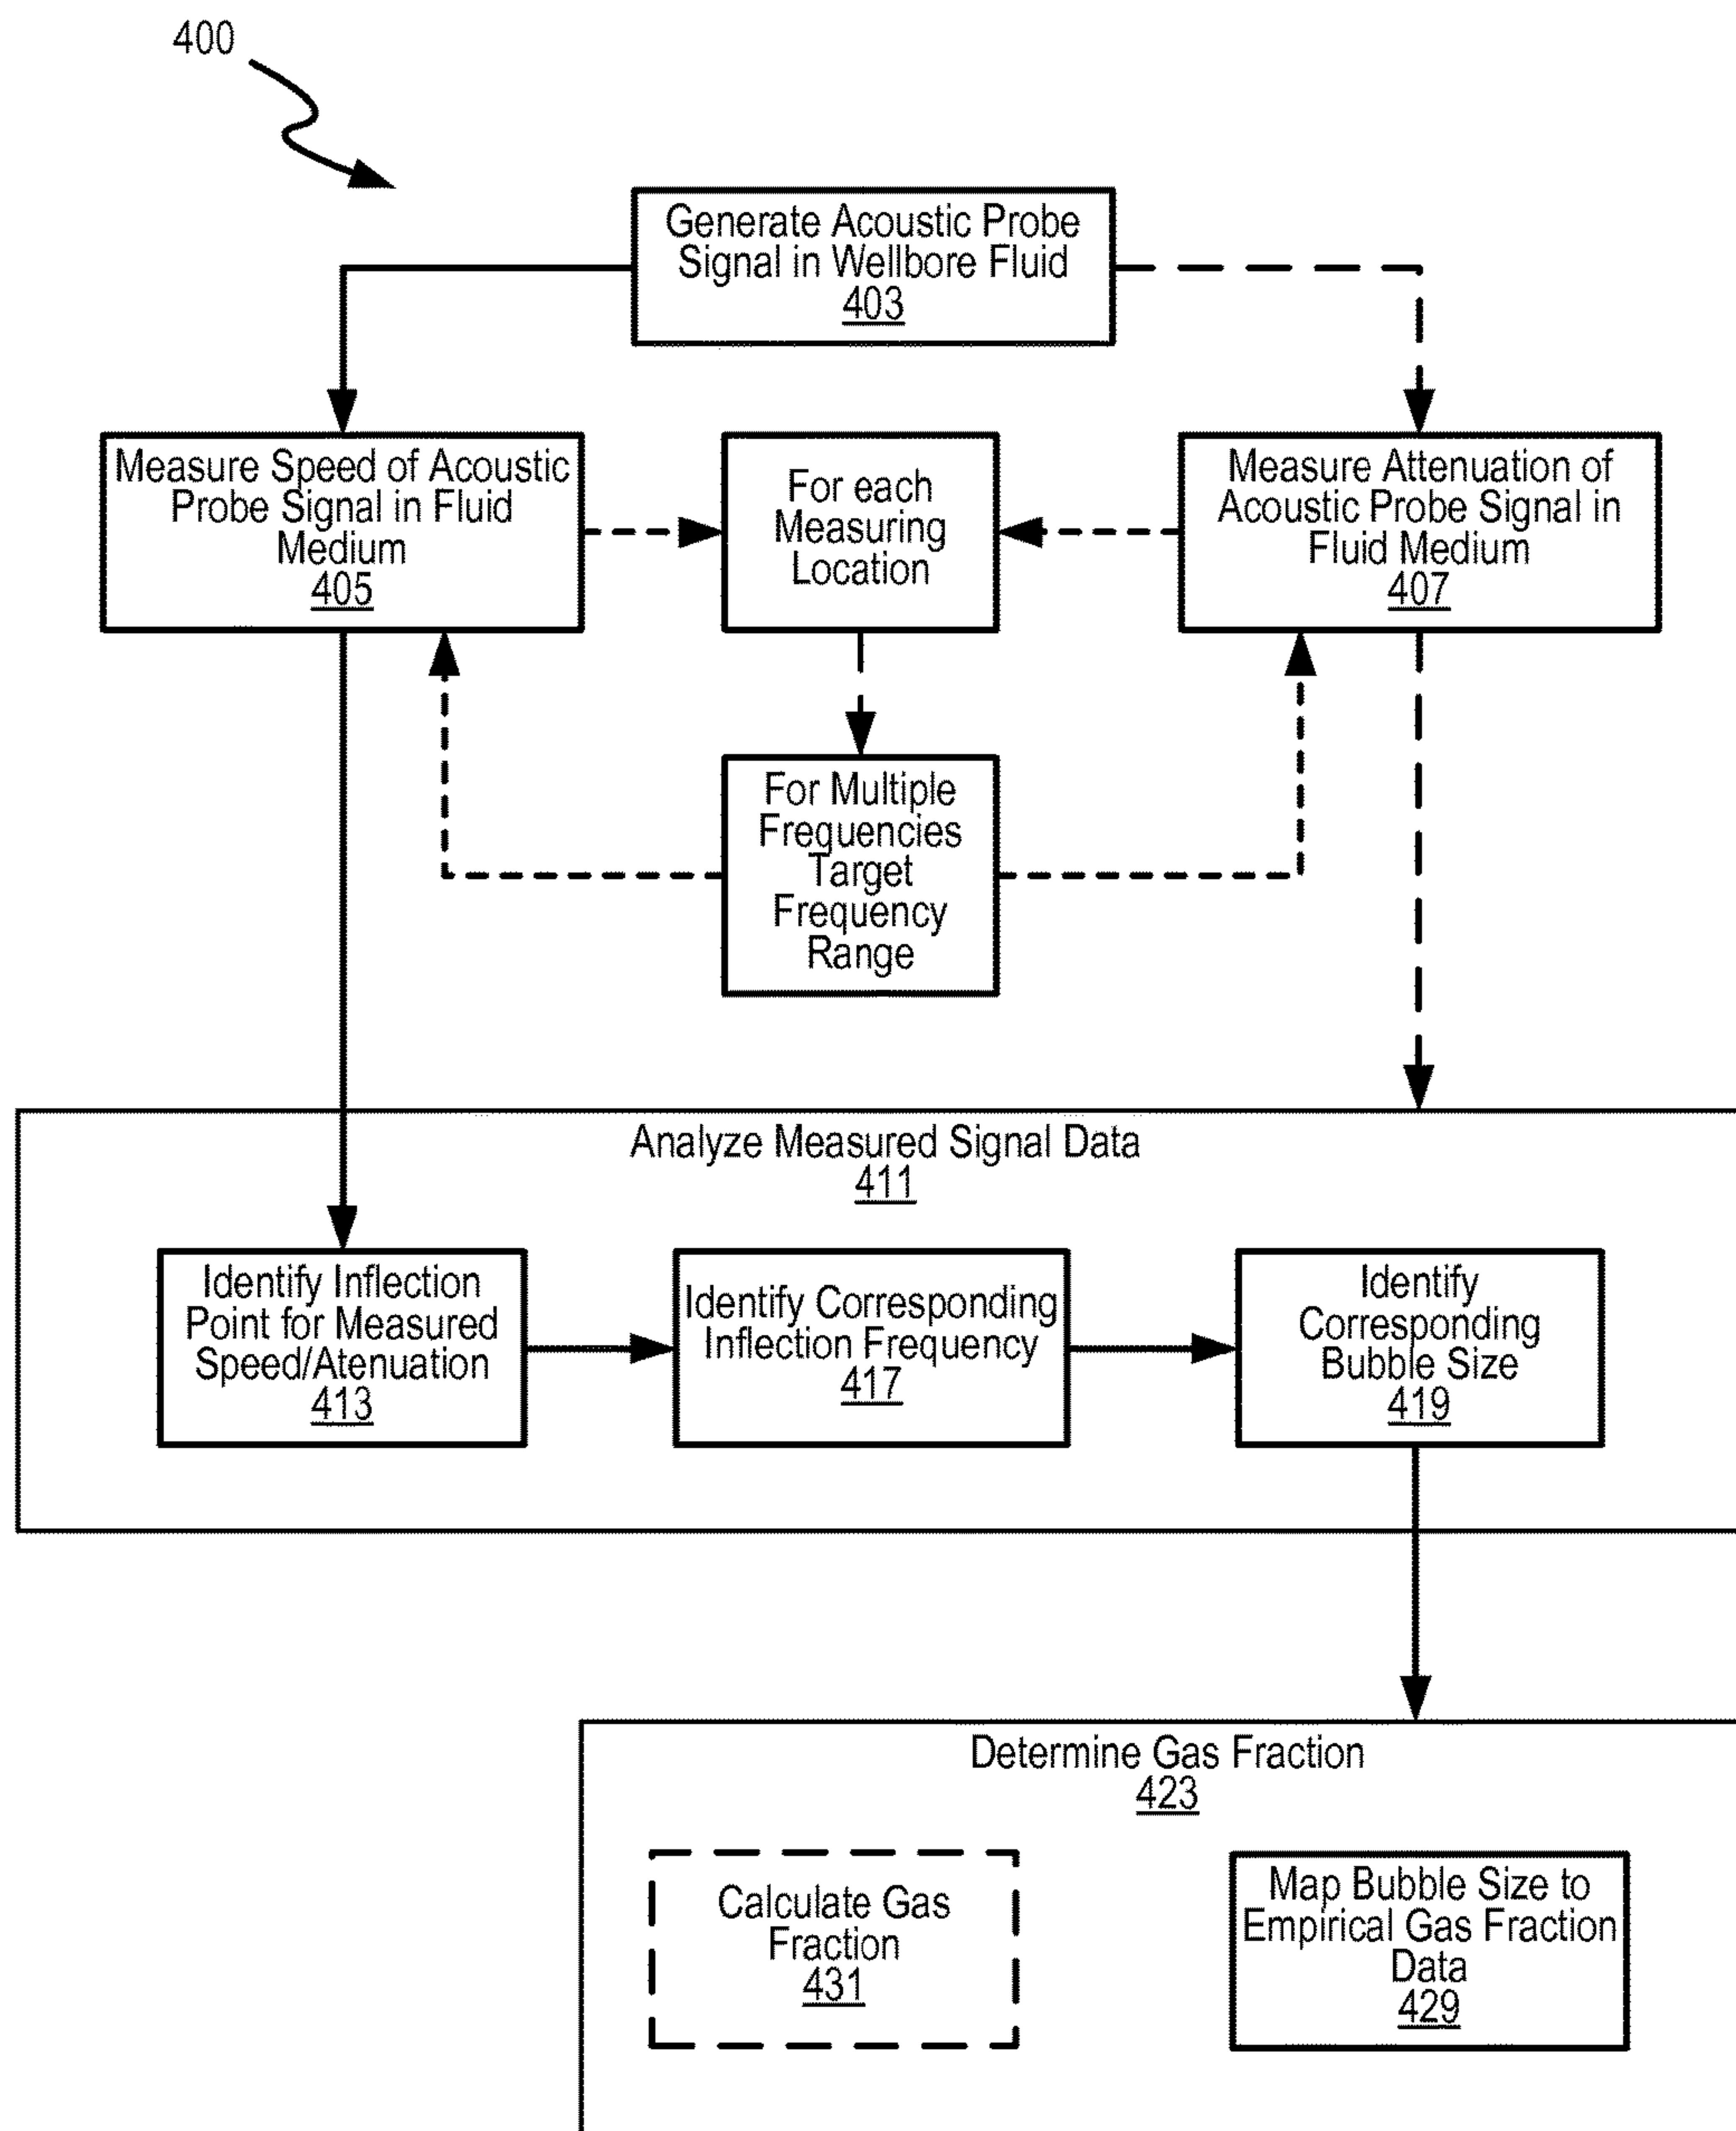 400
Generate Acoustic Probe
Signal in Wellbore Fluid
403
Measure Speed of Acoustic
Probe Signal in Fluid
Medium
405
For each
Measuring
Location
Measure Attenuation of
Acoustic Probe Signal in
Fluid Medium
407
For Multiple
Frequencies
Target
Frequency
Range
Analyze Measured Signal Data
411
Identify Inflection
Point for Measured
Speed/Atenuation
413
Identify Corresponding
Inflection Frequency
417
Identify
Corresponding
Bubble Size
419
Determine Gas Fraction
423
Calculate Gas
Fraction
431
Map Bubble Size to
Empirical Gas Fraction
Data
429